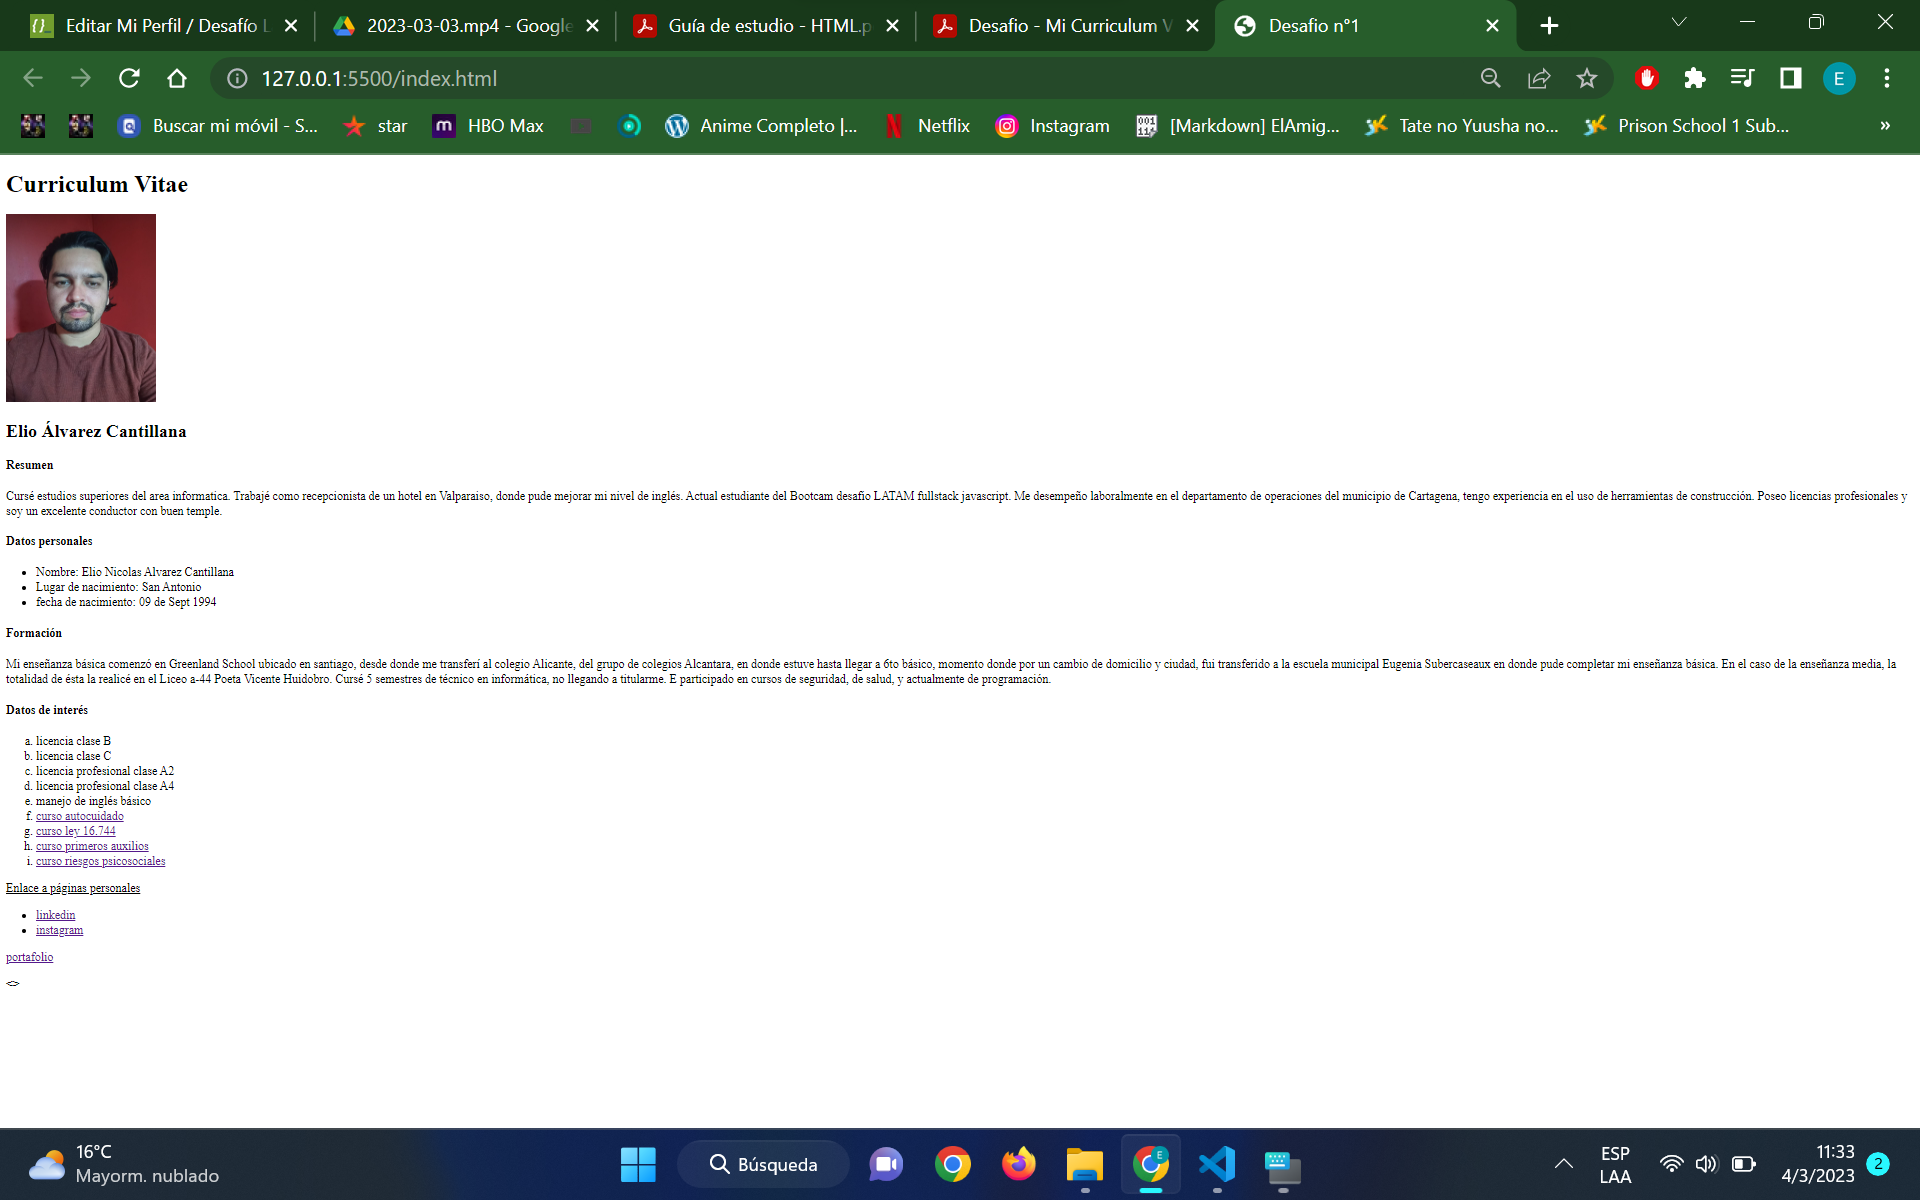 Editar Mi Perfil / Desafío L
2023-03-03.mp4 - Google
Guía de estudio - HTML.p
Desafio - Mi Curriculum V
Desafio n°1
127.0.0.1:5500/index.html
E
Buscar mi móvil - S...
star
HBO Max
Anime Completo |...
Netflix
Instagram
[Markdown] ElAmig...
Tate no Yuusha no...
Prison School 1 Sub...
»
Curriculum Vitae
Elio Álvarez Cantillana
Resumen
Cursé estudios superiores del area informatica. Trabajé como recepcionista de un hotel en Valparaiso, donde pude mejorar mi nivel de inglés. Actual estudiante del Bootcam desafio LATAM fullstack javascript. Me desempeño laboralmente en el departamento de operaciones del municipio de Cartagena, tengo experiencia en el uso de herramientas de construcción. Poseo licencias profesionales y
soy un excelente conductor con buen temple.
Datos personales
• Nombre: Elio Nicolas Alvarez Cantillana
• Lugar de nacimiento: San Antonio
• fecha de nacimiento: 09 de Sept 1994
Formación
Mi enseñanza básica comenzó en Greenland School ubicado en santiago, desde donde me transferí al colegio Alicante, del grupo de colegios Alcantara, en donde estuve hasta llegar a 6to básico, momento donde por un cambio de domicilio y ciudad, fui transferido a la escuela municipal Eugenia Subercaseaux en donde pude completar mi enseñanza básica. En el caso de la enseñanza media, la
totalidad de ésta la realicé en el Liceo a-44 Poeta Vicente Huidobro. Cursé 5 semestres de técnico en informática, no llegando a titularme. E participado en cursos de seguridad, de salud, y actualmente de programación.
Datos de interés
a. licencia clase B
b. licencia clase C
c. licencia profesional clase A2
d. licencia profesional clase A4
e. manejo de inglés básico
f. curso autocuidado
g. curso ley 16.744
h. curso primeros auxilios
i. curso riesgos psicosociales
Enlace a páginas personales
• linkedin
• instagram
portafolio
<>
16°C
Mayorm. nublado
Búsqueda
ESP
LAA
11:33
4/3/2023
2